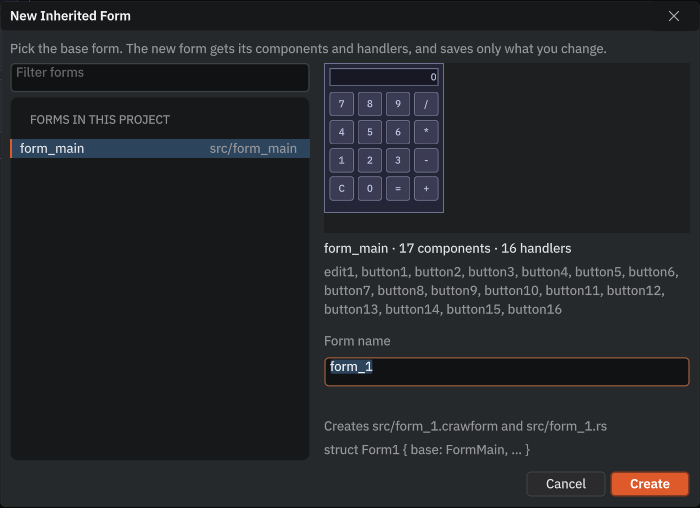 New Inherited Form
Pick the base form. The new form gets its components and handlers, and saves only what you change.
Filter forms
FORMS IN THIS PROJECT
form_main src/form_main
0
7 8 9 /
4 5 6 *
1 2 3 -
C 0 = +
form_main · 17 components · 16 handlers
edit1, button1, button2, button3, button4, button5, button6,
button7, button8, button9, button10, button11, button12,
button13, button14, button15, button16
Form name
form_1
Creates src/form_1.crawform and src/form_1.rs
struct Form1 { base: FormMain, ... }
Cancel Create